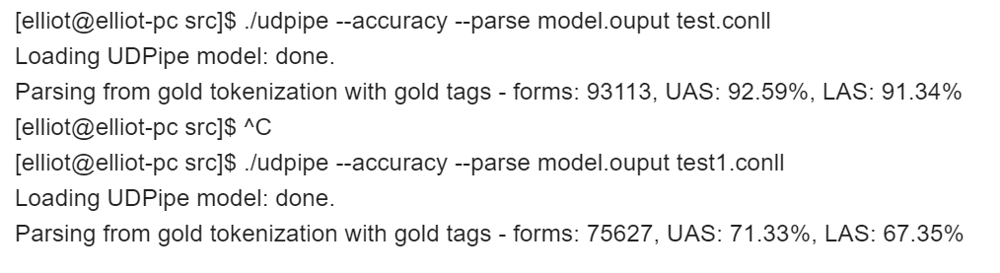 [elliot@elliot-pc src]$ ./udpipe --accuracy --parse model.ouput test.conll
Loading UDPipe model: done.
Parsing from gold tokenization with gold tags - forms: 93113, UAS: 92.59%, LAS: 91.34%
[elliot@elliot-pc src]$ ^C
[elliot@elliot-pc src]$ ./udpipe --accuracy --parse model.ouput test1.conll
Loading UDPipe model: done.
Parsing from gold tokenization with gold tags - forms: 75627, UAS: 71.33%, LAS: 67.35%